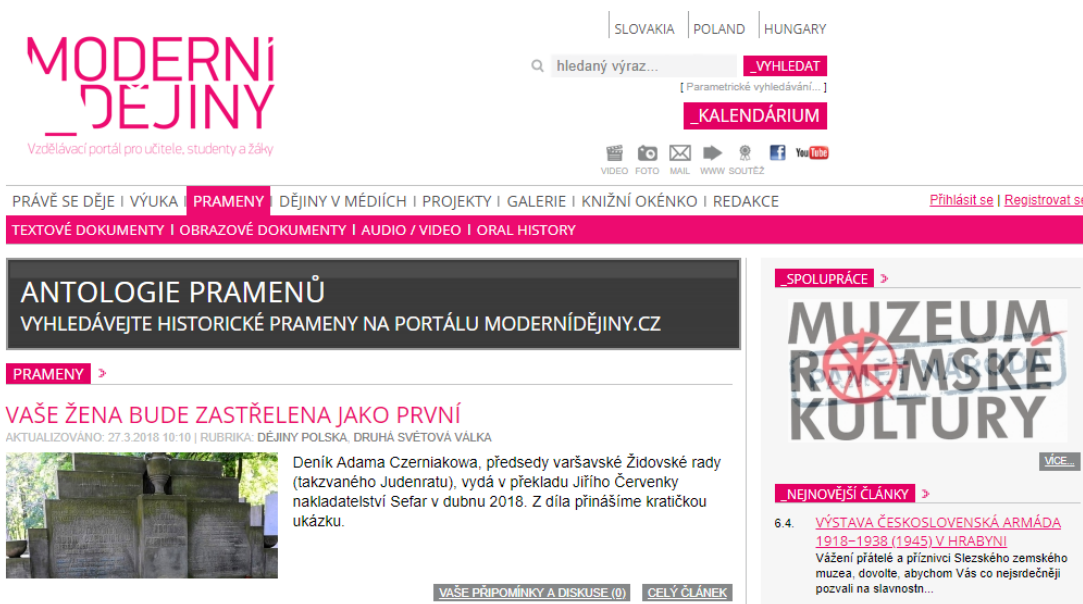 SLOVAKIA POLAND HUNGARY
MODERNÍ
_DĚJINY
Vzdělávací portál pro učitele, studenty a žáky
hledaný výraz... _VYHLEDAT
[ Parametrické vyhledávání... ]
_KALENDÁRIUM
You Tube
VIDEO FOTO MAIL WWW SOUTĚŽ
PRÁVĚ SE DĚJE I VÝUKA I PRAMENY I DĚJINY V MÉDIÍCH I PROJEKTY I GALERIE I KNIŽNÍ OKÉNKO I REDAKCE
Přihlásit se | Registrovat se
TEXTOVÉ DOKUMENTY I OBRAZOVÉ DOKUMENTY I AUDIO / VIDEO I ORAL HISTORY
ANTOLOGIE PRAMENŮ
VYHLEDÁVEJTE HISTORICKÉ PRAMENY NA PORTÁLU MODERNÍDĚJINY.CZ
PRAMENY
VAŠE ŽENA BUDE ZASTŘELENA JAKO PRVNÍ
AKTUALIZOVÁNO: 27.3.2018 10:10 | RUBRIKA: DĚJINY POLSKA, DRUHÁ SVĚTOVÁ VÁLKA
Deník Adama Czerniakowa, předsedy varšavské Židovské rady
(takzvaného Judenratu), vydá v překladu Jiřího Červenky
nakladatelství Sefar v dubnu 2018. Z díla přinášíme kratičkou
ukázku.
VAŠE PŘIPOMÍNKY A DISKUSE (0) CELÝ ČLÁNEK
_SPOLUPRÁCE
MUZEUM
ROMSKÉ
KULTURY
PAMĚŤ NÁRODA
VÍCE...
_NEJNOVĚJŠÍ ČLÁNKY
6.4. VÝSTAVA ČESKOSLOVENSKÁ ARMÁDA
1918–1938 (1945) V HRABYNI
Vážení přátelé a příznivci Slezského zemského
muzea, dovolte, abychom Vás co nejsrdečněji
pozvali na slavnostn...